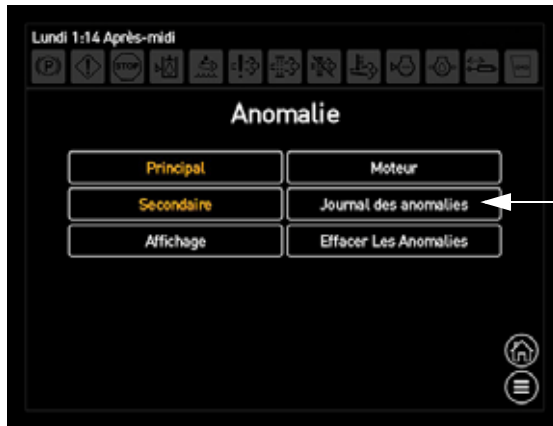 Lundi 1:14 Après-midi
P STOP
Anomalie
Principal Moteur
Secondaire Journal des anomalies
Affichage Effacer Les Anomalies